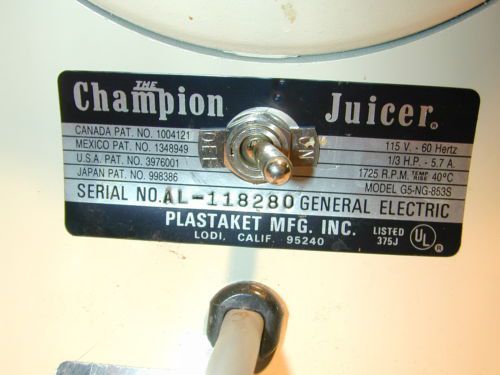 THE
Champion Juicer®
CANADA PAT. NO. 1004121
MEXICO PAT. NO. 1348949
U.S.A. PAT. NO. 3976001
JAPAN PAT. NO. 998386
OFF
115 V. - 60 Hertz
1/3 H.P. - 5.7 A.
1725 R.P.M. TEMP RISE 40°C
MODEL G5-NG-853S
SERIAL NO. AL-118280 GENERAL ELECTRIC
PLASTAKET MFG. INC.
LODI, CALIF. 95240
LISTED
375J
UL®